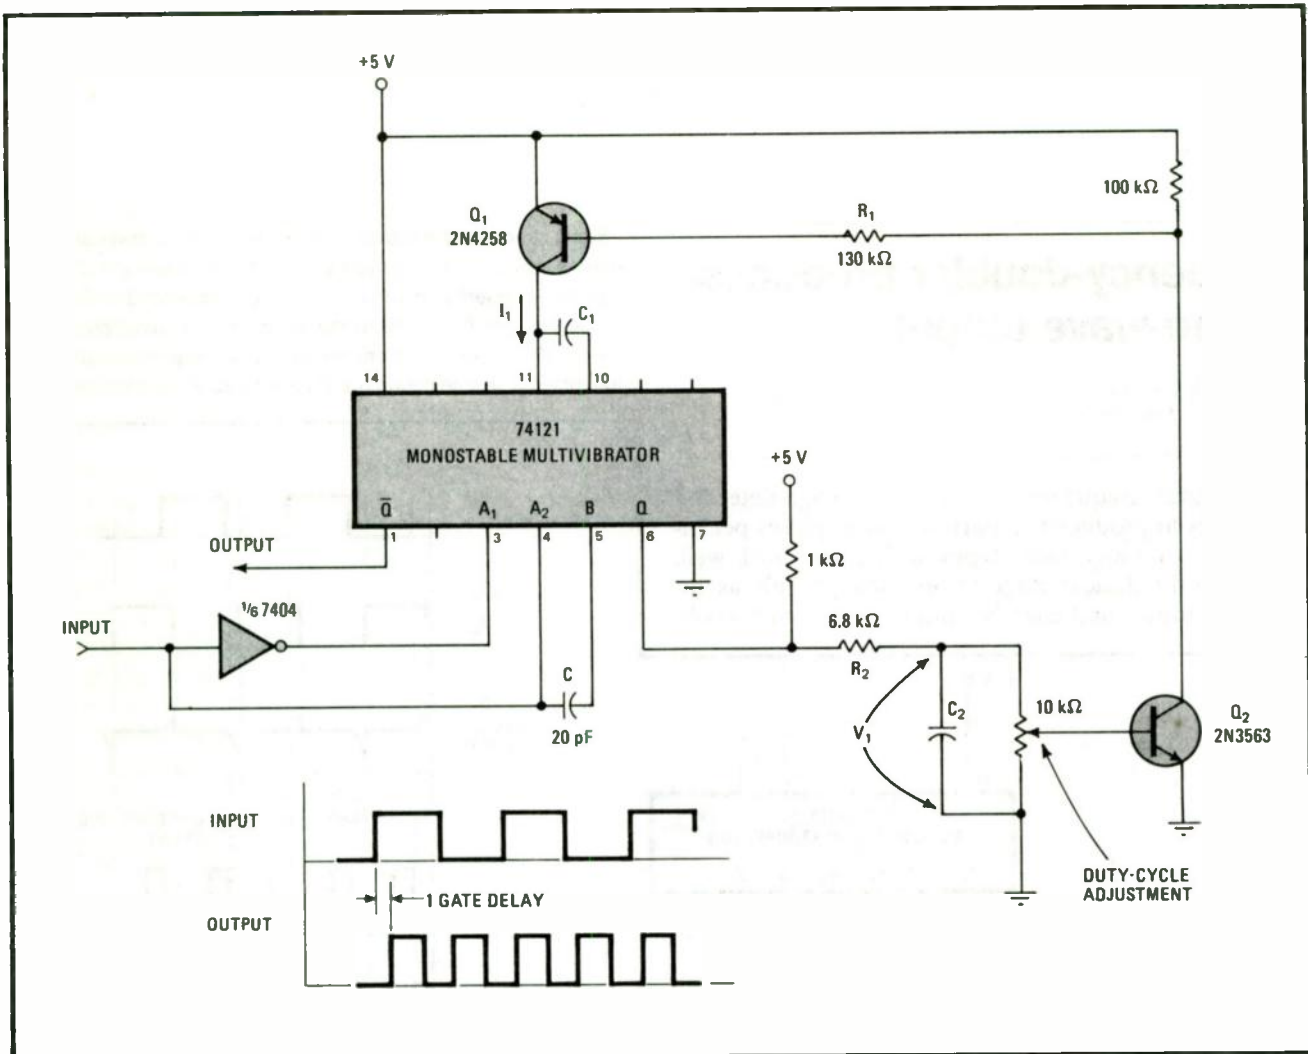 +5 V
100 kΩ
Q₁
2N4258
R₁
130 kΩ
I₁
C₁
14
11
10
74121
MONOSTABLE MULTIVIBRATOR
+5 V
Q̅
A₁
A₂
B
Q
1
3
4
5
6
7
OUTPUT
1 kΩ
1/6 7404
INPUT
6.8 kΩ
R₂
C
20 pF
V₁
C₂
10 kΩ
Q₂
2N3563
INPUT
DUTY-CYCLE
ADJUSTMENT
1 GATE DELAY
OUTPUT